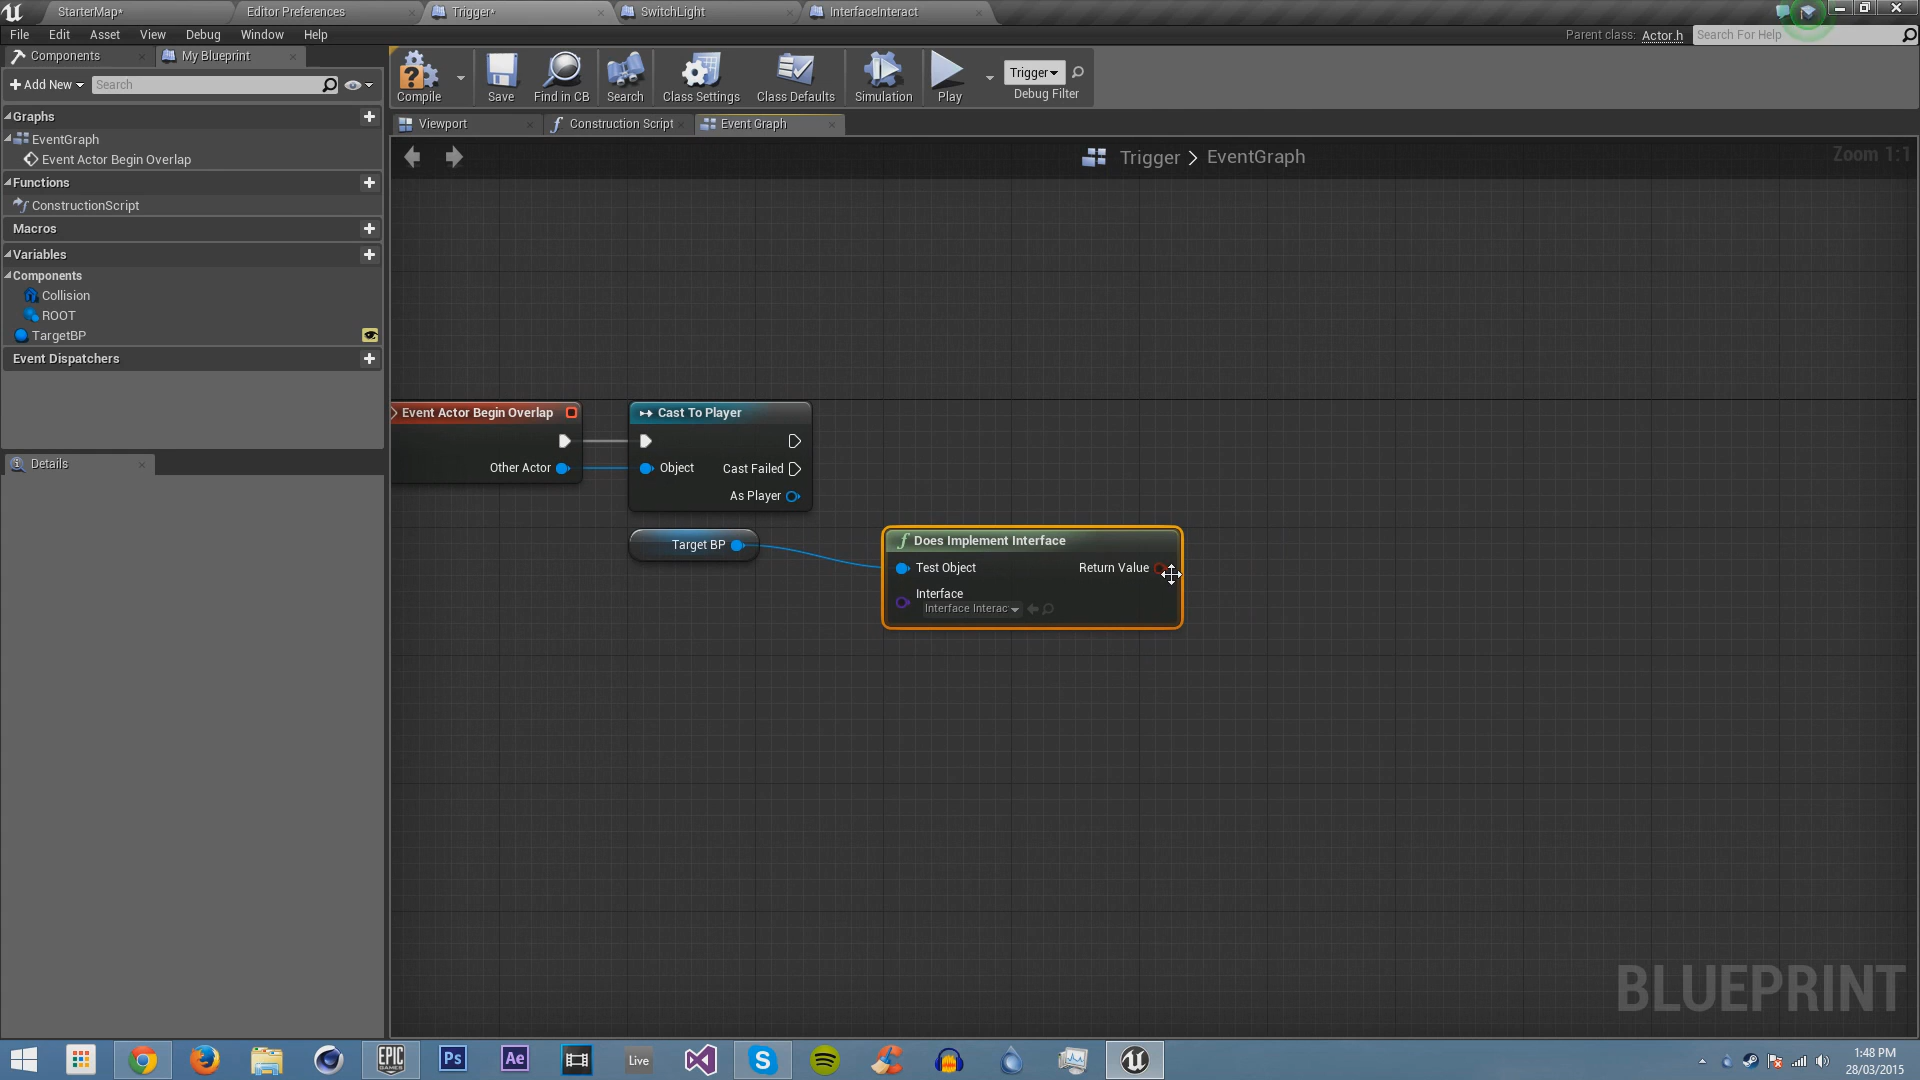 StarterMap*
Editor Preferences
Trigger*
SwitchLight
InterfaceInteract
File Edit Asset View Debug Window Help
Parent class: Actor.h
Search For Help
Components
My Blueprint
Add New
Search
Compile
Save
Find in CB
Search
Class Settings
Class Defaults
Simulation
Play
Trigger
Debug Filter
Viewport
Construction Script
Event Graph
Graphs
EventGraph
Event Actor Begin Overlap
Functions
ConstructionScript
Macros
Variables
Components
Collision
ROOT
TargetBP
Event Dispatchers
Details
Trigger > EventGraph
Zoom 1:1
Event Actor Begin Overlap
Other Actor
Cast To Player
Object
Cast Failed
As Player
Target BP
Does Implement Interface
Test Object
Return Value
Interface
Interface Interac
BLUEPRINT
EPIC
GAMES
Ps
Ae
Live
1:48 PM
28/03/2015